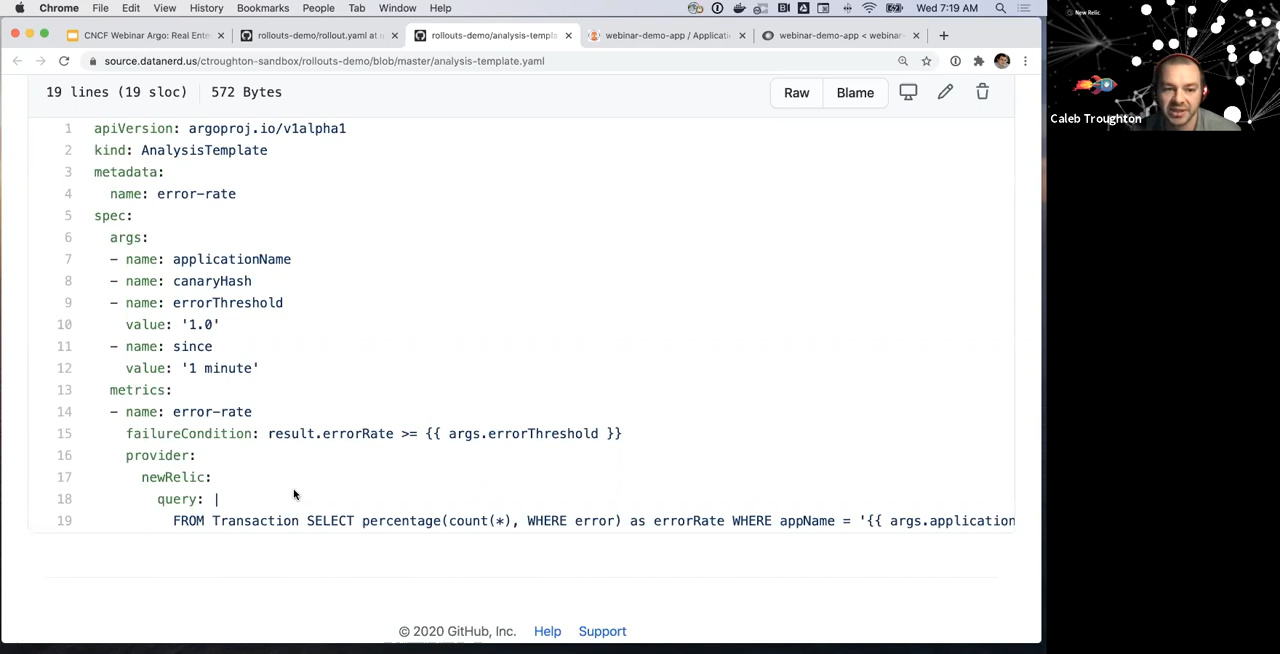 Chrome File Edit View History Bookmarks People Tab Window Help
Wed 7:19 AM
CNCF Webinar Argo: Real Ente
rollouts-demo/rollout.yaml at
rollouts-demo/analysis-templa
webinar-demo-app / Applicati
webinar-demo-app < webinar-
source.datanerd.us/ctroughton-sandbox/rollouts-demo/blob/master/analysis-template.yaml
New Relic
Caleb Troughton
19 lines (19 sloc) 572 Bytes
Raw Blame
1 apiVersion: argoproj.io/v1alpha1
2 kind: AnalysisTemplate
3 metadata:
4 name: error-rate
5 spec:
6 args:
7 - name: applicationName
8 - name: canaryHash
9 - name: errorThreshold
10 value: '1.0'
11 - name: since
12 value: '1 minute'
13 metrics:
14 - name: error-rate
15 failureCondition: result.errorRate >= {{ args.errorThreshold }}
16 provider:
17 newRelic:
18 query: |
19 FROM Transaction SELECT percentage(count(*), WHERE error) as errorRate WHERE appName = '{{ args.application
© 2020 GitHub, Inc. Help Support